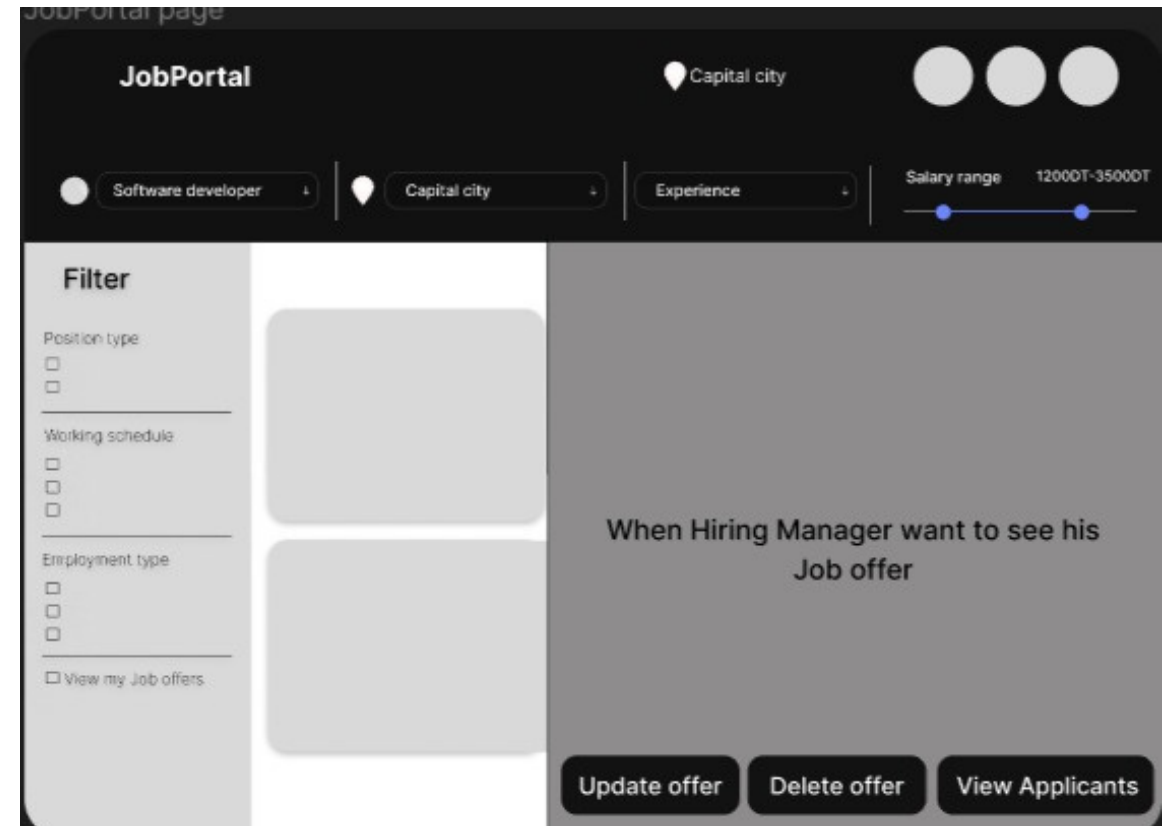 JobPortal page
JobPortal
Capital city
Software developer
Capital city
Experience
Salary range
1200DT-3500DT
Filter
Position type
Working schedule
Employment type
View my Job offers
When Hiring Manager want to see his
Job offer
Update offer
Delete offer
View Applicants